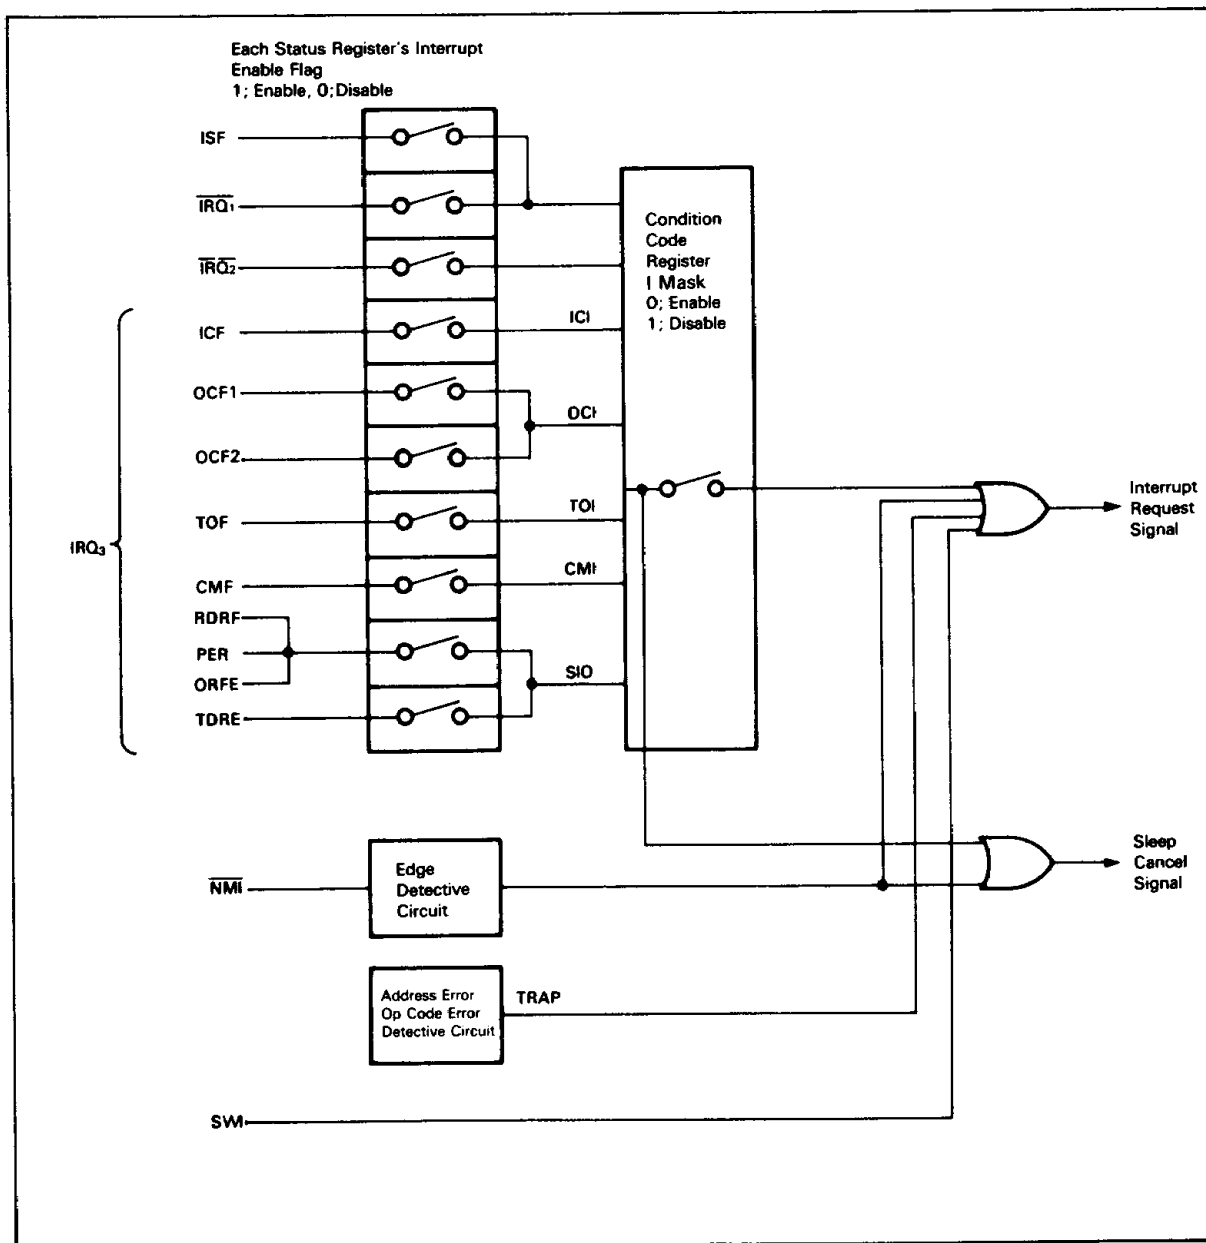 Each Status Register's Interrupt
Enable Flag
1; Enable, 0;Disable
ISF
IRQ1
IRQ2
ICF
OCF1
OCF2
TOF
CMF
RDRF
PER
ORFE
TDRE
IRQ3
ICI
OCI
TOI
CMI
SIO
Condition
Code
Register
I Mask
0; Enable
1; Disable
Interrupt
Request
Signal
Sleep
Cancel
Signal
NMI
Edge
Detective
Circuit
Address Error
Op Code Error
Detective Circuit
TRAP
SWI